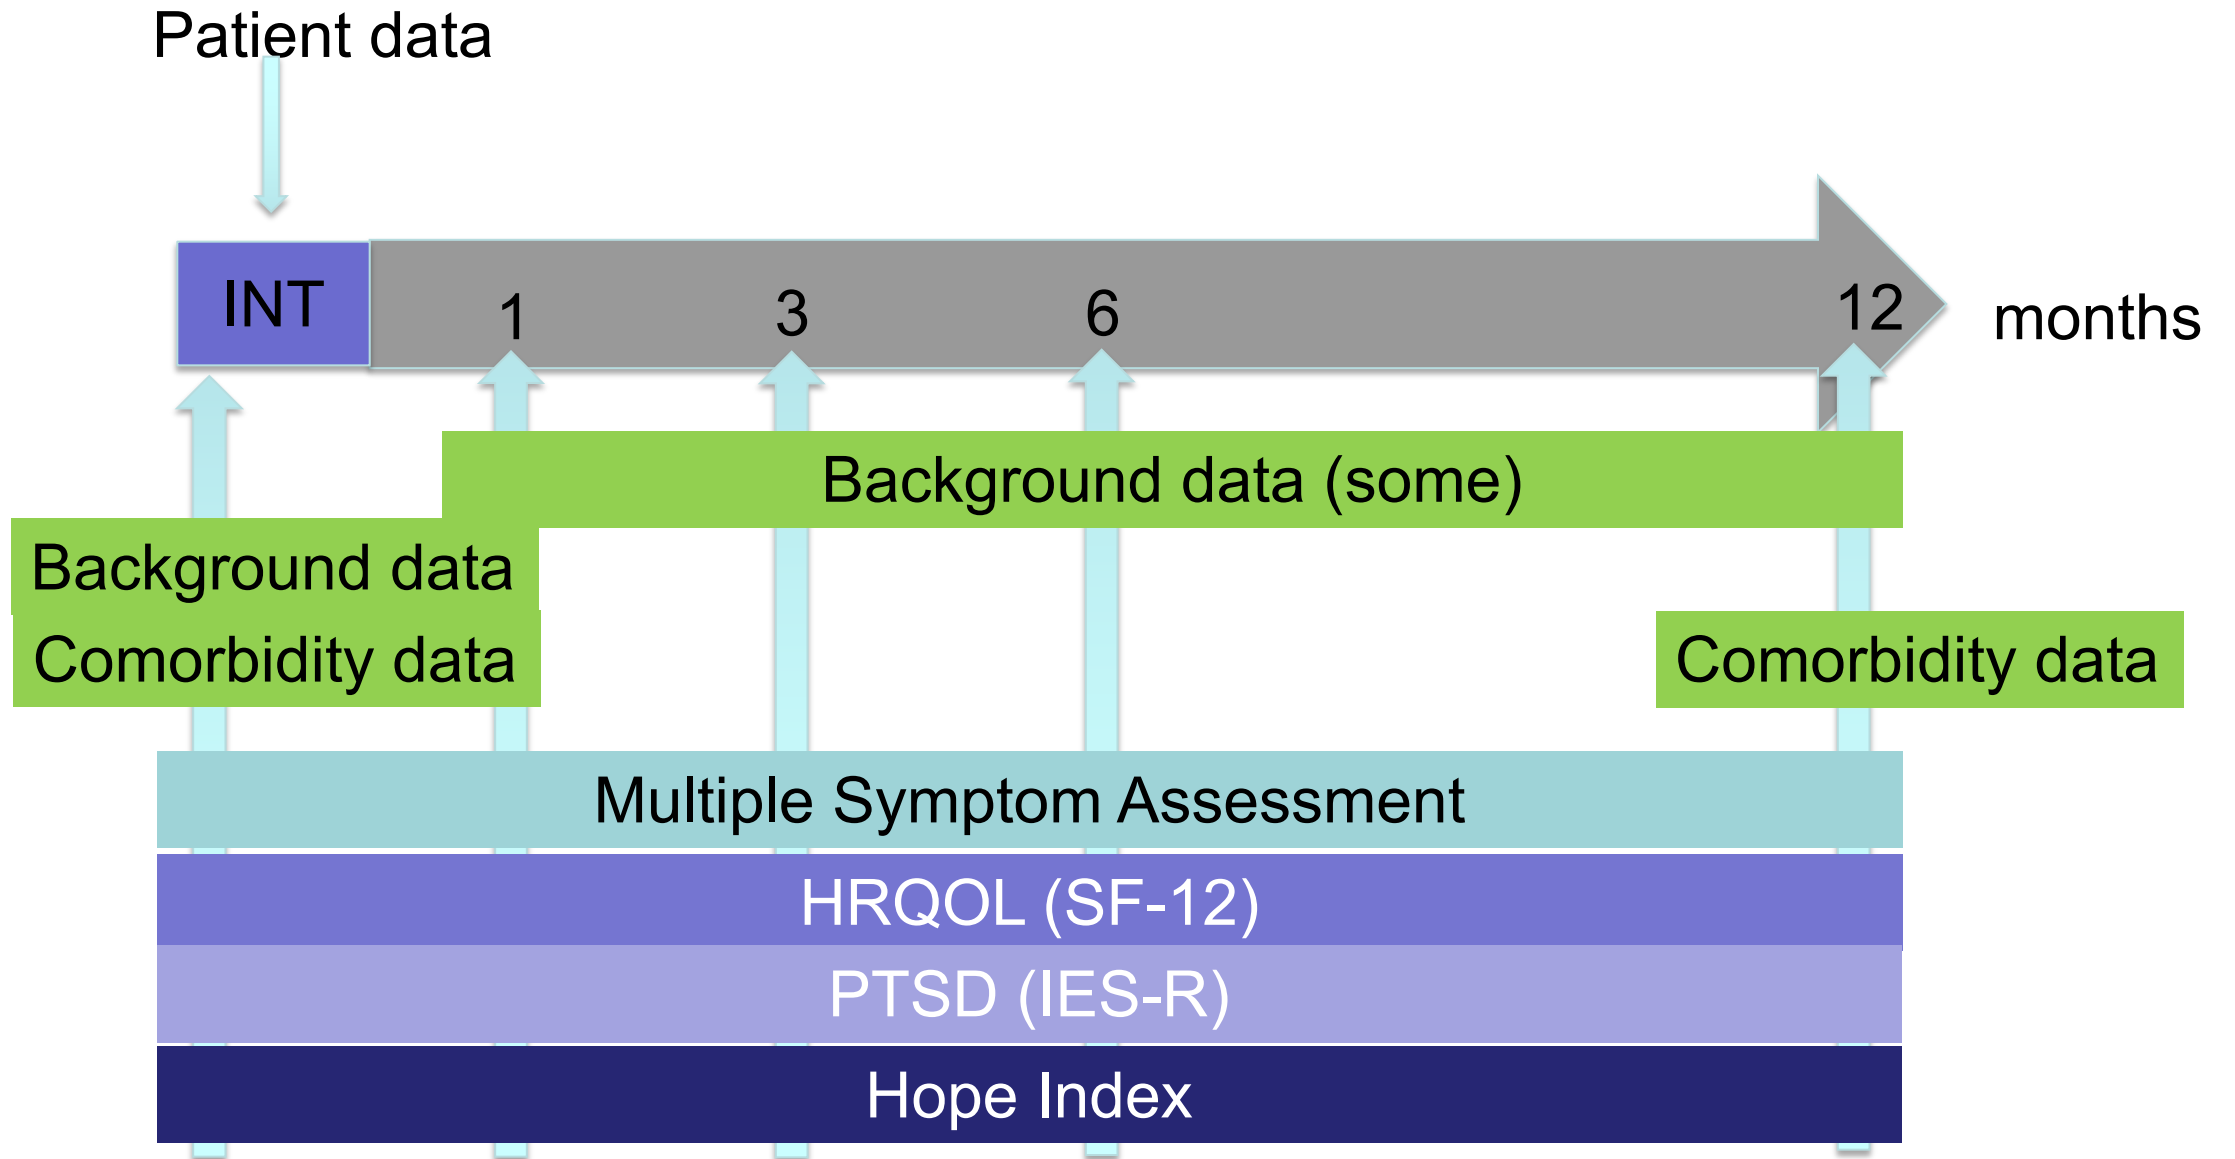 Patient data
INT
1
3
6
12
months
Background data (some)
Background data
Comorbidity data
Comorbidity data
Multiple Symptom Assessment
HRQOL (SF-12)
PTSD (IES-R)
Hope Index